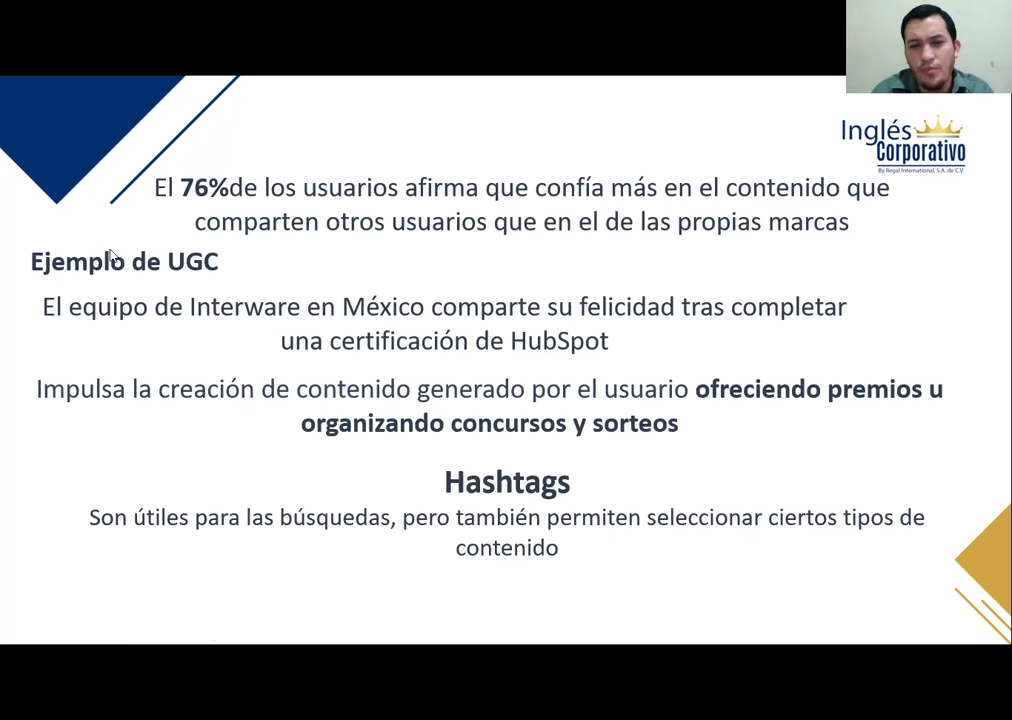 Inglés
Corporativo
By Regal International, S.A. de C.V.
El 76%de los usuarios afirma que confía más en el contenido que
comparten otros usuarios que en el de las propias marcas
Ejemplo de UGC
El equipo de Interware en México comparte su felicidad tras completar
una certificación de HubSpot
Impulsa la creación de contenido generado por el usuario ofreciendo premios u
organizando concursos y sorteos
Hashtags
Son útiles para las búsquedas, pero también permiten seleccionar ciertos tipos de
contenido